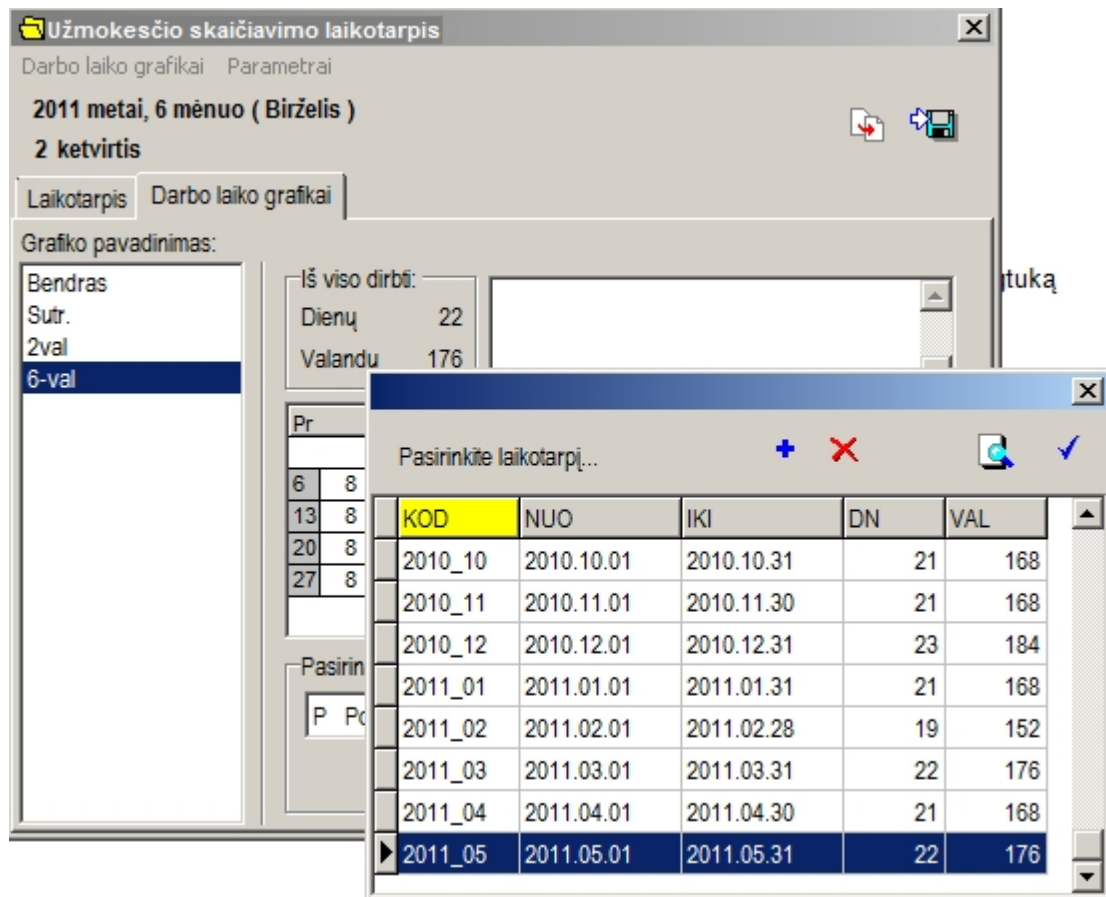 Užmokesčio skaičiavimo laikotarpis
Darbo laiko grafikai Parametrai
2011 metai, 6 mėnuo ( Birželis )
2 ketvirtis
Laikotarpis Darbo laiko grafikai
Grafiko pavadinimas:
Bendras
Sutr.
2val
6-val
Iš viso dirbti:
Dienų 22
Valandu 176
Pr
6 8
13 8
20 8
27 8
Pasirin
P
Pasirinkite laikotarpį...
KOD NUO IKI DN VAL
2010_10 2010.10.01 2010.10.31 21 168
2010_11 2010.11.01 2010.11.30 21 168
2010_12 2010.12.01 2010.12.31 23 184
2011_01 2011.01.01 2011.01.31 21 168
2011_02 2011.02.01 2011.02.28 19 152
2011_03 2011.03.01 2011.03.31 22 176
2011_04 2011.04.01 2011.04.30 21 168
2011_05 2011.05.01 2011.05.31 22 176